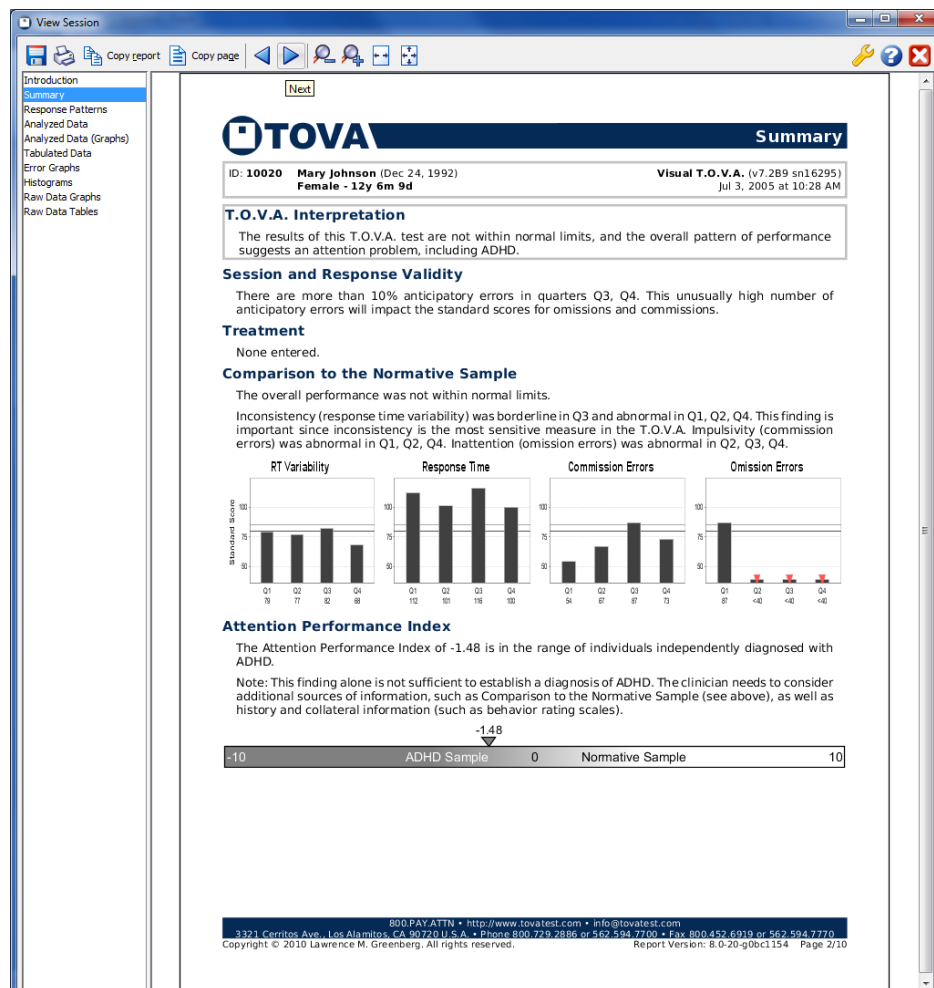 View Session
Copy report Copy page
Introduction
Summary
Response Patterns
Analyzed Data
Analyzed Data (Graphs)
Tabulated Data
Error Graphs
Histograms
Raw Data Graphs
Raw Data Tables
Next
TOVA
Summary
ID: 10020 Mary Johnson (Dec 24, 1992) Visual T.O.V.A. (v7.2B9 sn16295)
Female - 12y 6m 9d Jul 3, 2005 at 10:28 AM
T.O.V.A. Interpretation
The results of this T.O.V.A. test are not within normal limits, and the overall pattern of performance
suggests an attention problem, including ADHD.
Session and Response Validity
There are more than 10% anticipatory errors in quarters Q3, Q4. This unusually high number of
anticipatory errors will impact the standard scores for omissions and commissions.
Treatment
None entered.
Comparison to the Normative Sample
The overall performance was not within normal limits.
Inconsistency (response time variability) was borderline in Q3 and abnormal in Q1, Q2, Q4. This finding is
important since inconsistency is the most sensitive measure in the T.O.V.A. Impulsivity (commission
errors) was abnormal in Q1, Q2, Q4. Inattention (omission errors) was abnormal in Q2, Q3, Q4.
RT Variability Response Time Commission Errors Omission Errors
Standard Score
100 100 100 100
75 75 75 75
50 50 50 50
Q1 Q2 Q3 Q4 Q1 Q2 Q3 Q4 Q1 Q2 Q3 Q4 Q1 Q2 Q3 Q4
79 77 82 68 112 101 116 100 54 67 87 73 87 <40 <40 <40
Attention Performance Index
The Attention Performance Index of -1.48 is in the range of individuals independently diagnosed with
ADHD.
Note: This finding alone is not sufficient to establish a diagnosis of ADHD. The clinician needs to consider
additional sources of information, such as Comparison to the Normative Sample (see above), as well as
history and collateral information (such as behavior rating scales).
-1.48
-10 ADHD Sample 0 Normative Sample 10
800.PAY.ATTN • http://www.tovatest.com • info@tovatest.com
3321 Cerritos Ave., Los Alamitos, CA 90720 U.S.A. • Phone 800.729.2886 or 562.594.7700 • Fax 800.452.6919 or 562.594.7770
Copyright © 2010 Lawrence M. Greenberg. All rights reserved. Report Version: 8.0-20-g0bc1154 Page 2/10